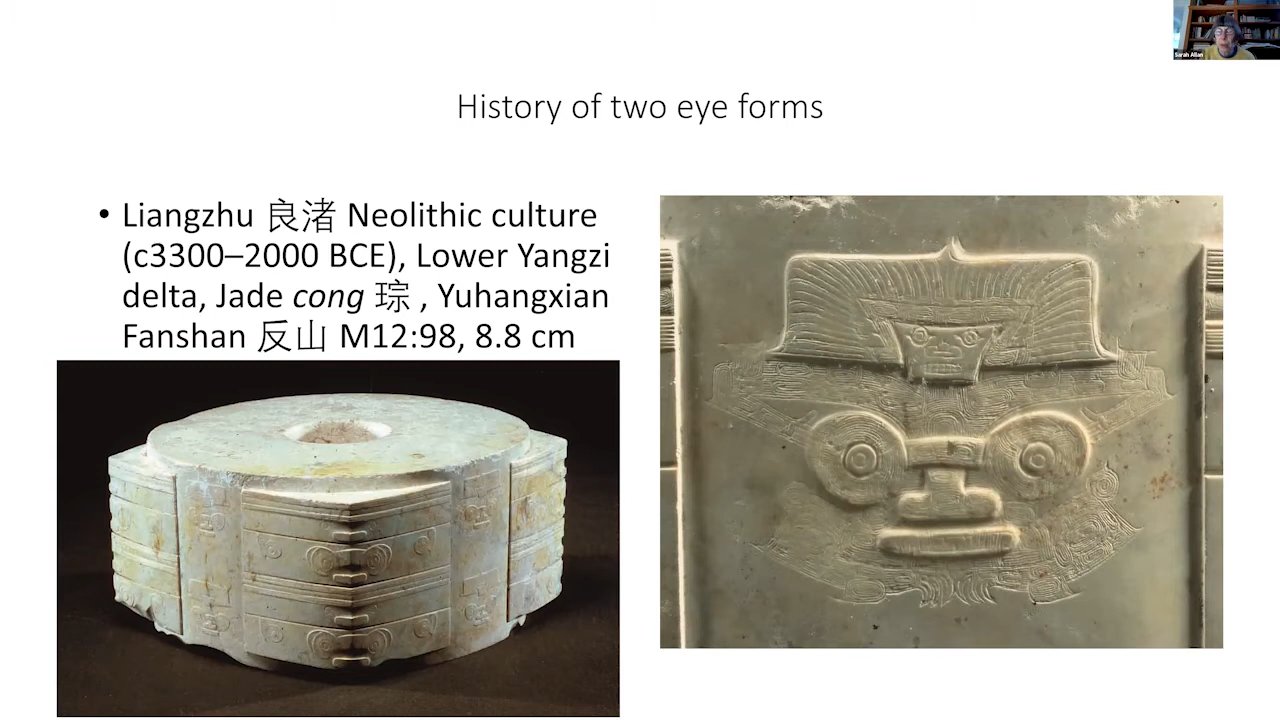 Sarah Allan
History of two eye forms
• Liangzhu 良渚 Neolithic culture
(c3300–2000 BCE), Lower Yangzi
delta, Jade cong 琮 , Yuhangxian
Fanshan 反山 M12:98, 8.8 cm